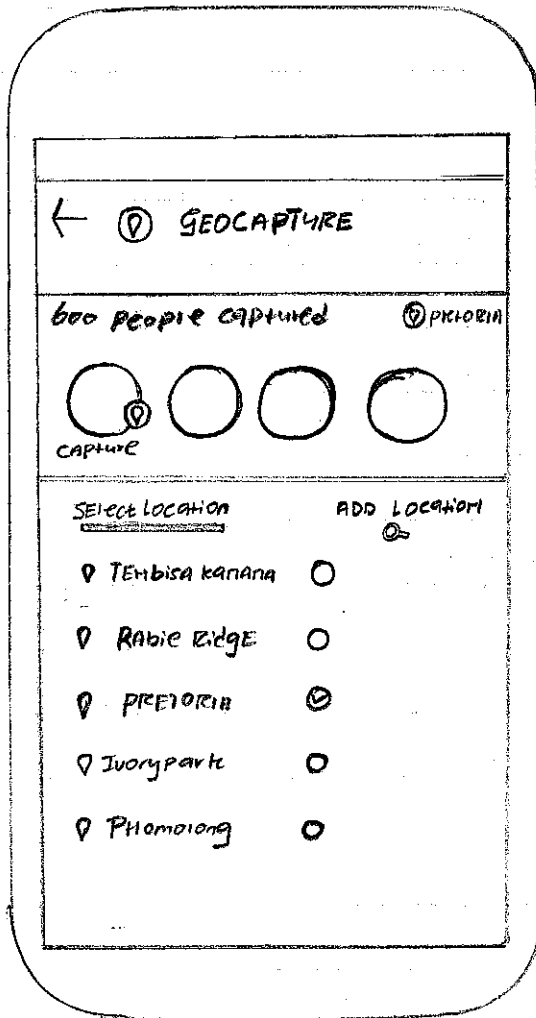 GEOCAPTURE
600 people captured PRETORIA
CAPTURE
SElect Location ADD Location
TEMbisa kanana
RAbie RidgE
PRETORIA
Ivorypark
PHomolong